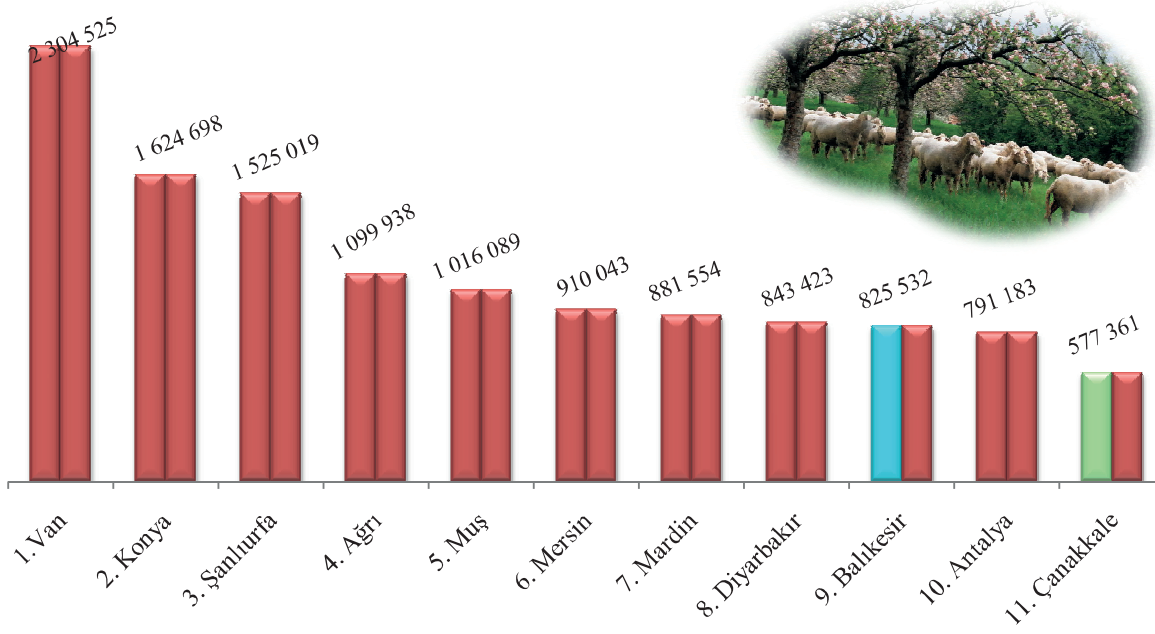 2 304 525
1 624 698
1 525 019
1 099 938
1 016 089
910 043
881 554
843 423
825 532
791 183
577 361
1. Van
2. Konya
3. Şanlıurfa
4. Ağrı
5. Muş
6. Mersin
7. Mardin
8. Diyarbakır
9. Balıkesir
10. Antalya
11. Çanakkale